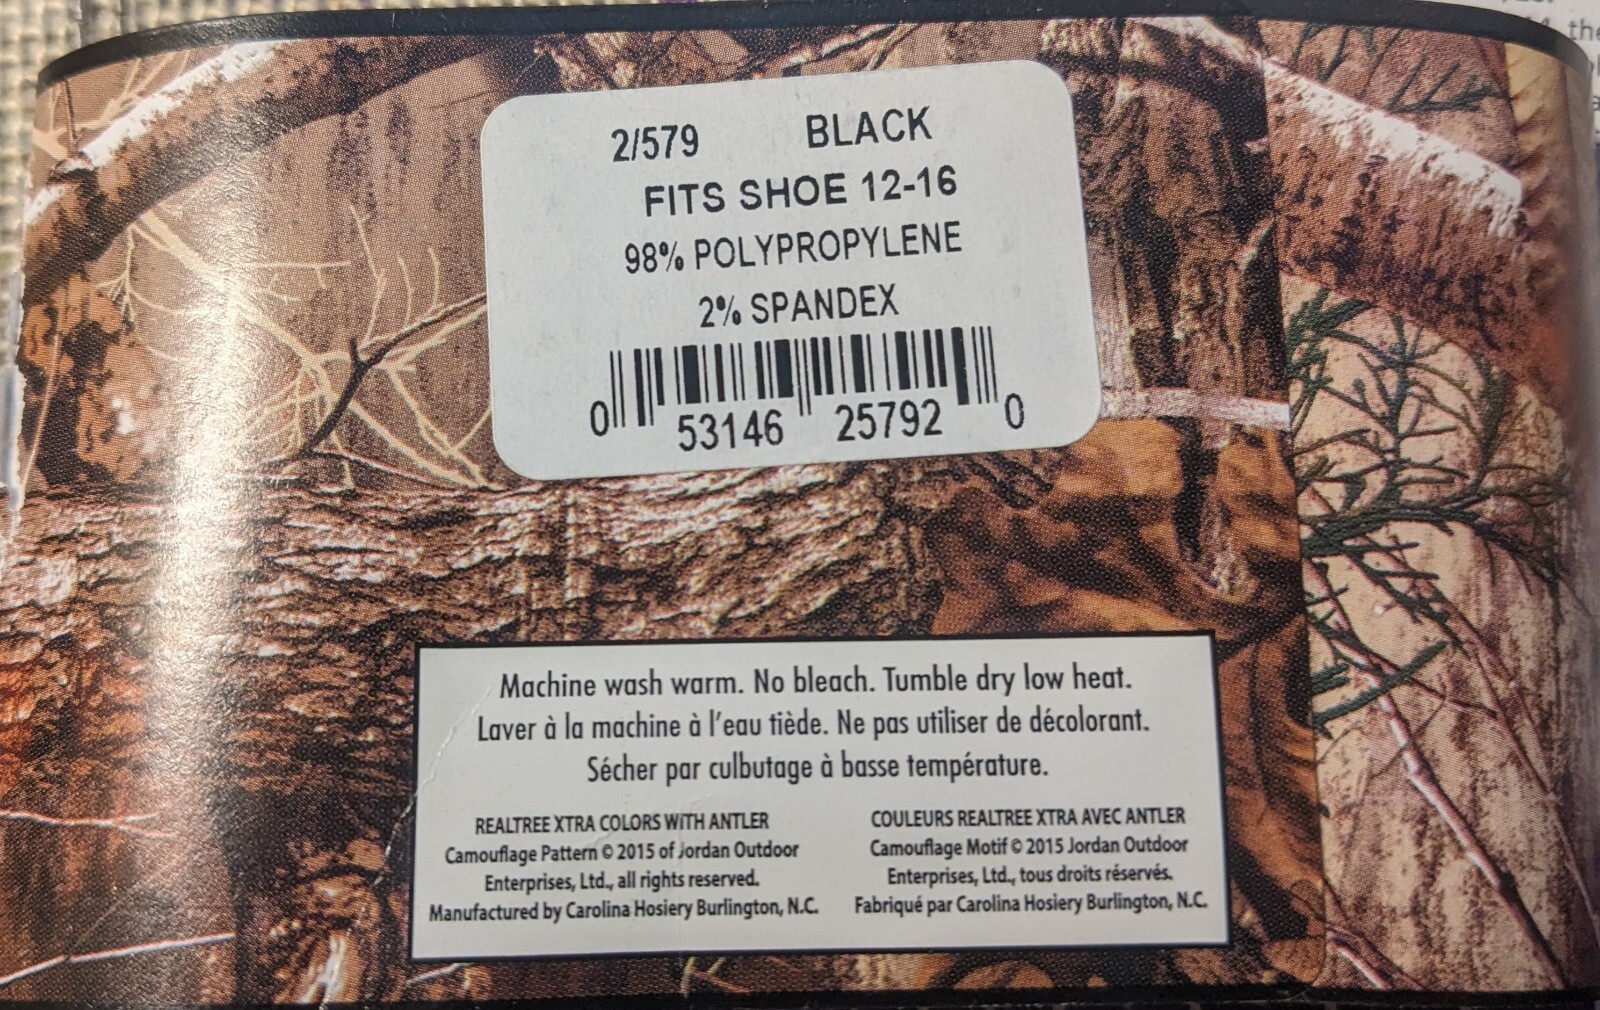 2/579 BLACK
FITS SHOE 12-16
98% POLYPROPYLENE
2% SPANDEX
0 53146 25792 0
Machine wash warm. No bleach. Tumble dry low heat.
Laver à la machine à l'eau tiède. Ne pas utiliser de décolorant.
Sécher par culbutage à basse température.
REALTREE XTRA COLORS WITH ANTLER
Camouflage Pattern © 2015 of Jordan Outdoor
Enterprises, Ltd., all rights reserved.
Manufactured by Carolina Hosiery Burlington, N.C.
COULEURS REALTREE XTRA AVEC ANTLER
Camouflage Motif © 2015 Jordan Outdoor
Enterprises, Ltd., tous droits réservés.
Fabriqué par Carolina Hosiery Burlington, N.C.